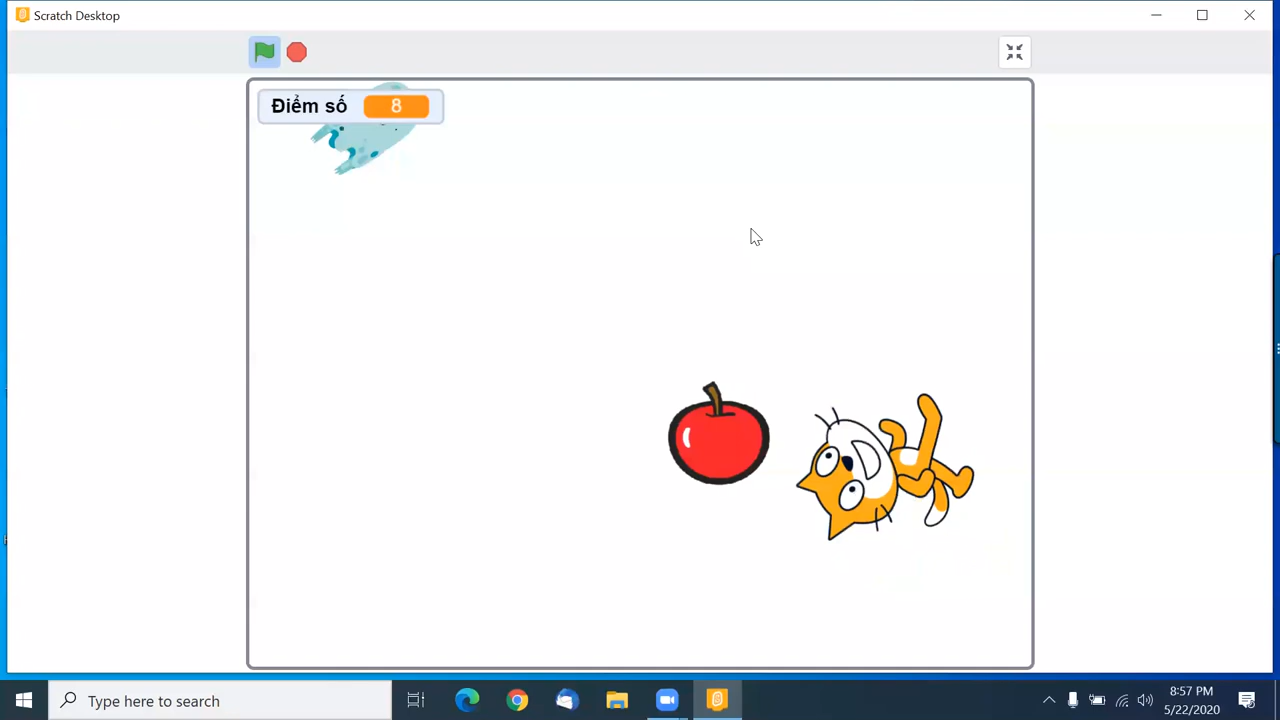 Scratch Desktop
Điểm số 8
Type here to search
8:57 PM
5/22/2020